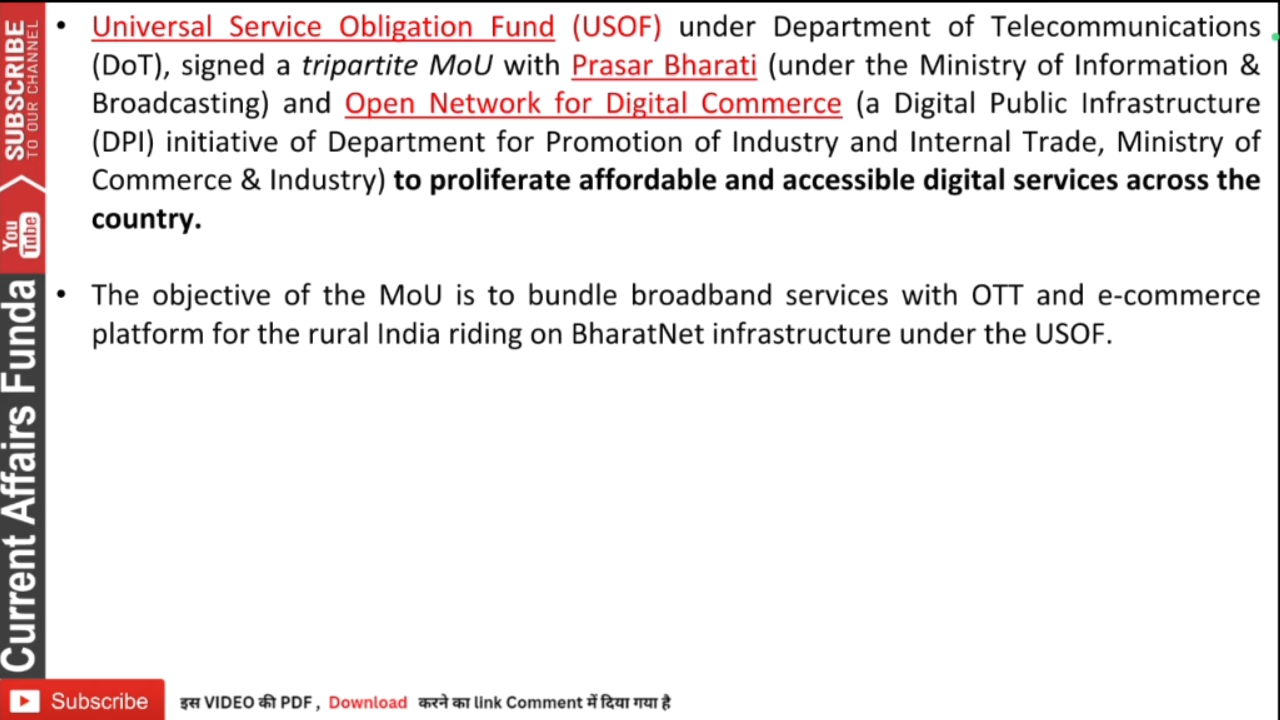 • Universal Service Obligation Fund (USOF) under Department of Telecommunications
(DoT), signed a tripartite MoU with Prasar Bharati (under the Ministry of Information &
Broadcasting) and Open Network for Digital Commerce (a Digital Public Infrastructure
(DPI) initiative of Department for Promotion of Industry and Internal Trade, Ministry of
Commerce & Industry) to proliferate affordable and accessible digital services across the
country.
• The objective of the MoU is to bundle broadband services with OTT and e-commerce
platform for the rural India riding on BharatNet infrastructure under the USOF.
SUBSCRIBE
TO OUR CHANNEL
You
Tube
Current Affairs Funda
Subscribe
इस VIDEO की PDF , Download करने का link Comment में दिया गया है